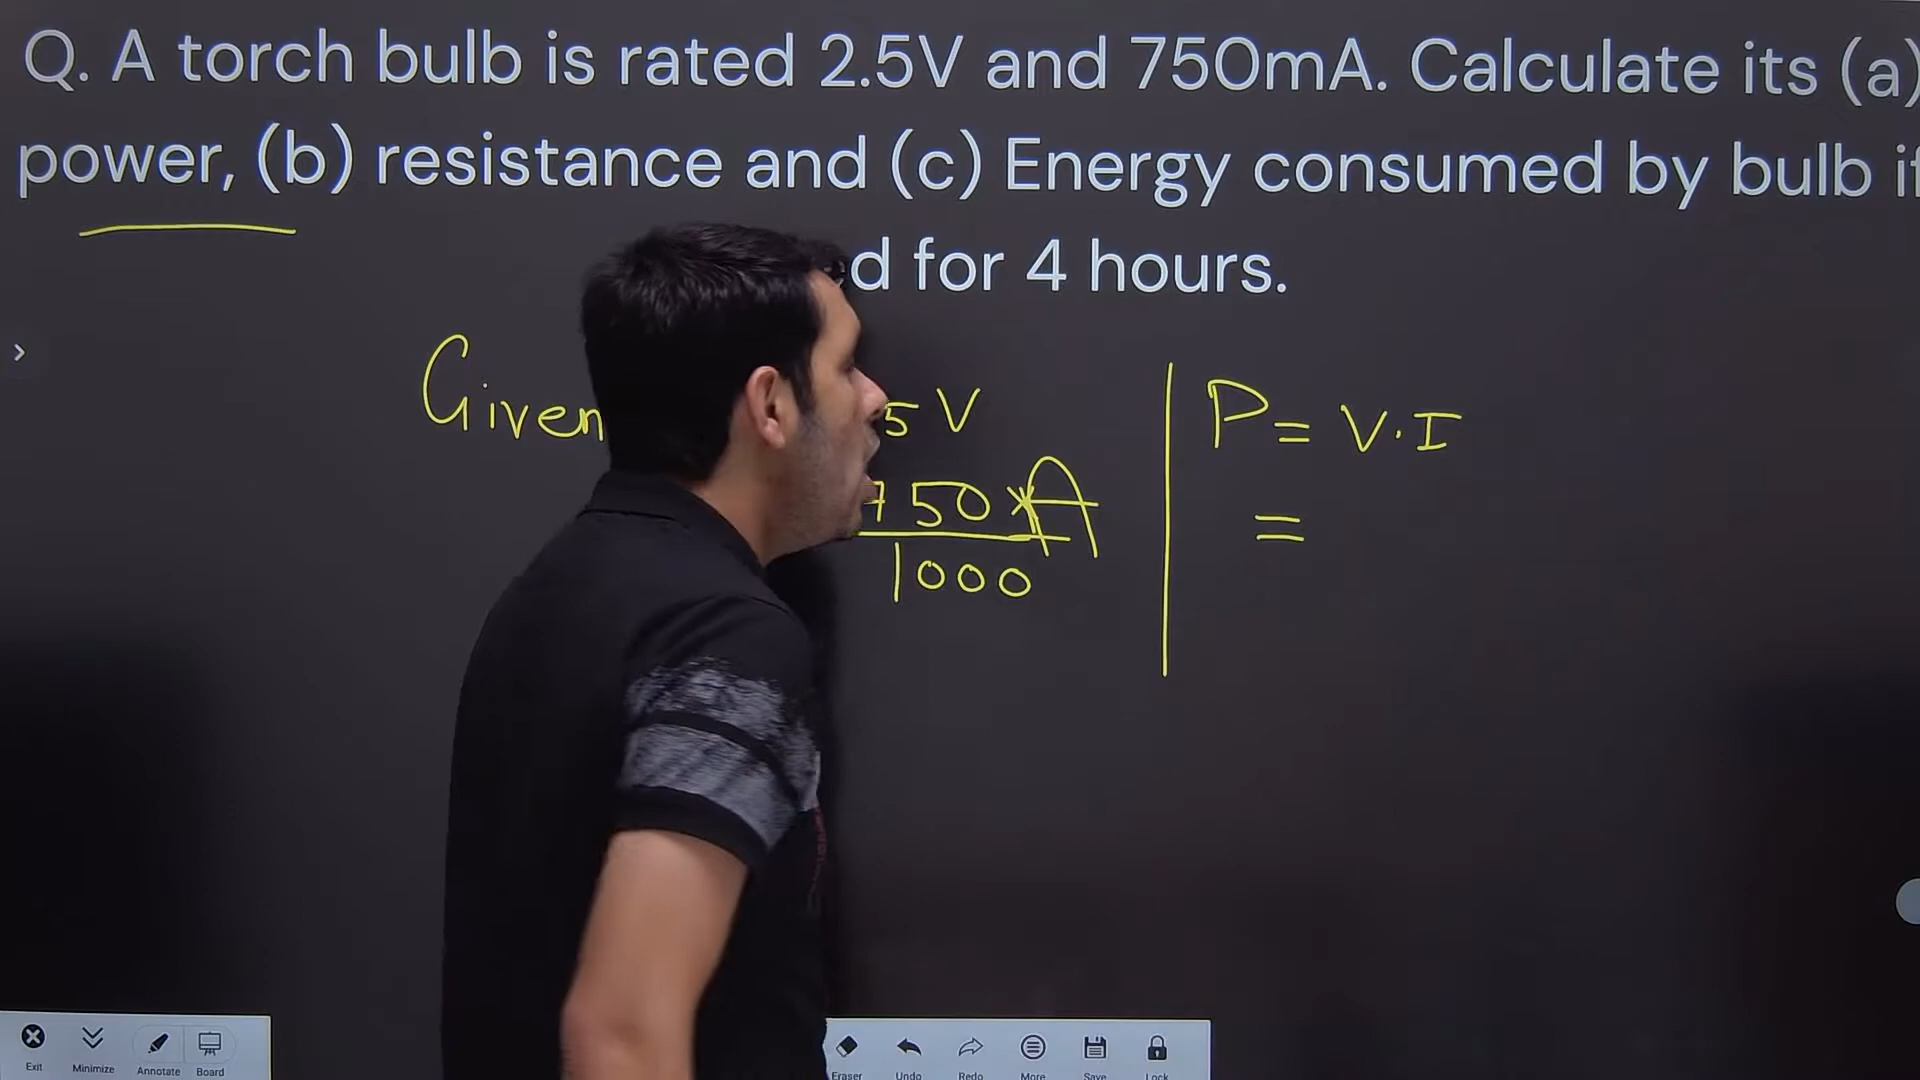 Q. A torch bulb is rated 2.5V and 750mA. Calculate its (a)
power, (b) resistance and (c) Energy consumed by bulb if
for 4 hours.
Given 5 V
750 A
1000
P = V.I
=
Exit Minimize Annotate Board Eraser Undo Redo More Save Lock